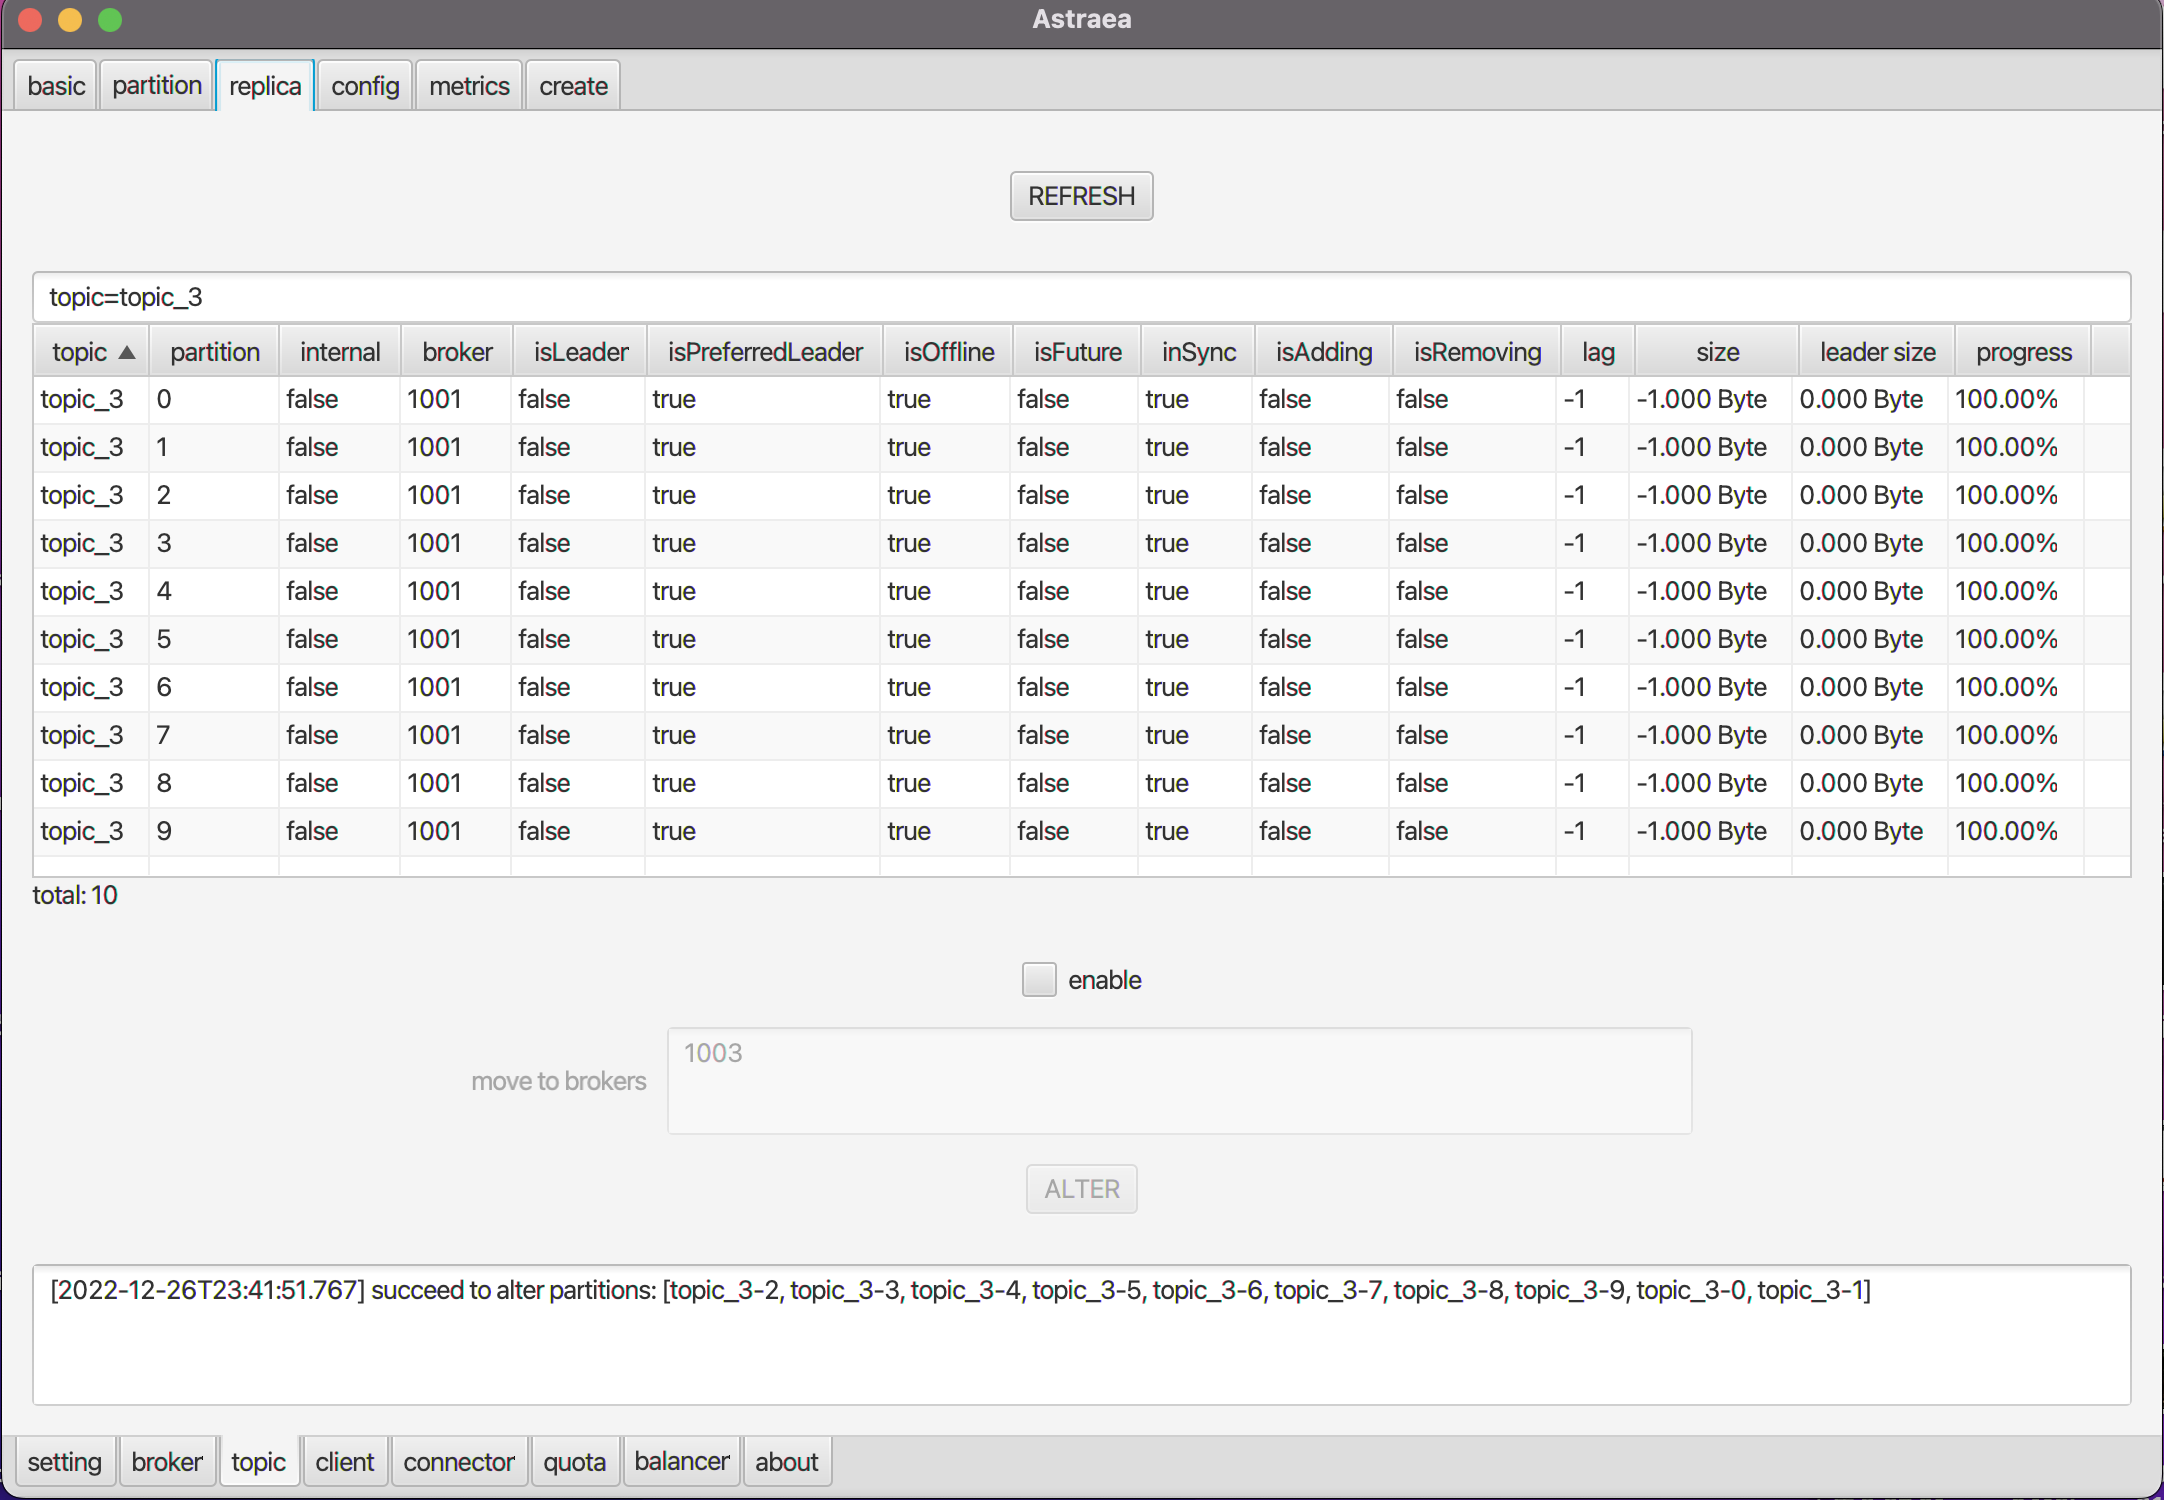 Astraea
basic partition replica config metrics create
REFRESH
topic=topic_3
topic ▲ partition internal broker isLeader isPreferredLeader isOffline isFuture inSync isAdding isRemoving lag size leader size progress
topic_3 0 false 1001 false true true false true false false -1 -1.000 Byte 0.000 Byte 100.00%
topic_3 1 false 1001 false true true false true false false -1 -1.000 Byte 0.000 Byte 100.00%
topic_3 2 false 1001 false true true false true false false -1 -1.000 Byte 0.000 Byte 100.00%
topic_3 3 false 1001 false true true false true false false -1 -1.000 Byte 0.000 Byte 100.00%
topic_3 4 false 1001 false true true false true false false -1 -1.000 Byte 0.000 Byte 100.00%
topic_3 5 false 1001 false true true false true false false -1 -1.000 Byte 0.000 Byte 100.00%
topic_3 6 false 1001 false true true false true false false -1 -1.000 Byte 0.000 Byte 100.00%
topic_3 7 false 1001 false true true false true false false -1 -1.000 Byte 0.000 Byte 100.00%
topic_3 8 false 1001 false true true false true false false -1 -1.000 Byte 0.000 Byte 100.00%
topic_3 9 false 1001 false true true false true false false -1 -1.000 Byte 0.000 Byte 100.00%
total: 10
enable
move to brokers 1003
ALTER
[2022-12-26T23:41:51.767] succeed to alter partitions: [topic_3-2, topic_3-3, topic_3-4, topic_3-5, topic_3-6, topic_3-7, topic_3-8, topic_3-9, topic_3-0, topic_3-1]
setting broker topic client connector quota balancer about